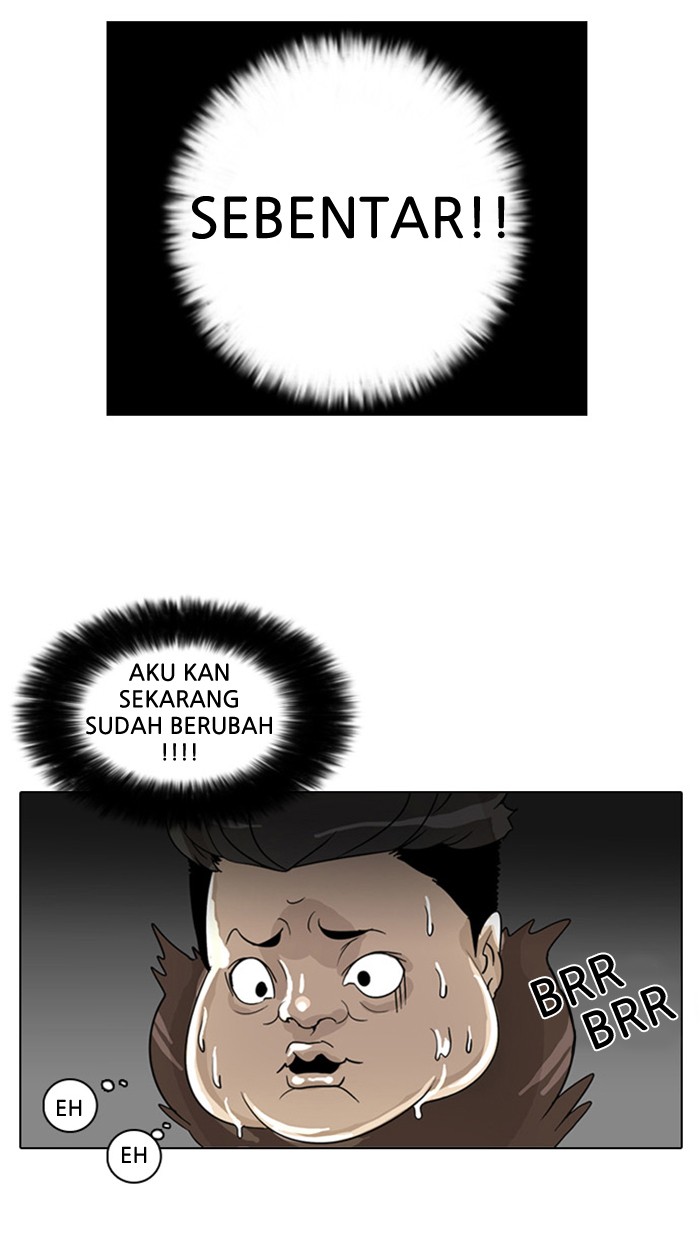 SEBENTAR!!
AKU KAN
SEKARANG
SUDAH BERUBAH
!!!!
BRR
BRR
EH
EH